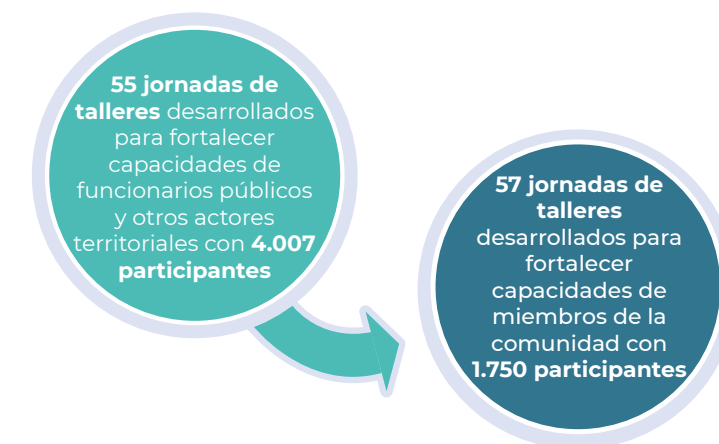 55 jornadas de
talleres desarrollados
para fortalecer
capacidades de
funcionarios públicos
y otros actores
territoriales con 4.007
participantes
57 jornadas de
talleres
desarrollados para
fortalecer
capacidades de
miembros de la
comunidad con
1.750 participantes